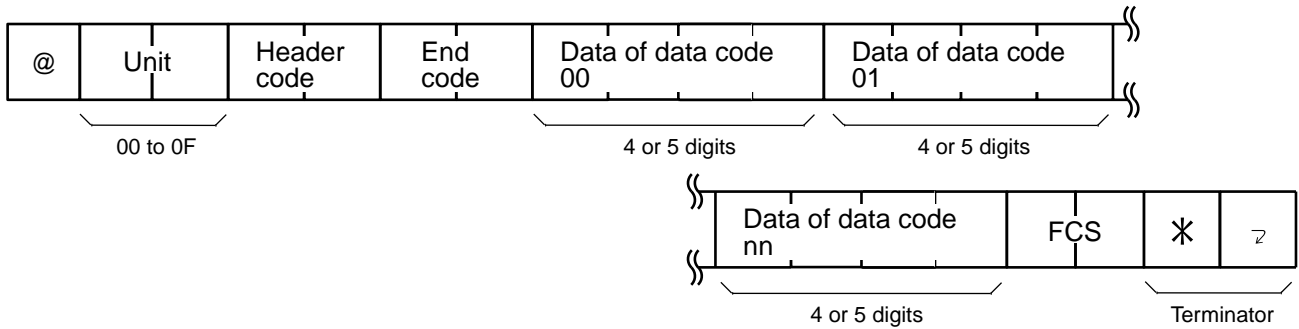 @ Unit Header code End code Data of data code 00 Data of data code 01
00 to 0F 4 or 5 digits 4 or 5 digits
Data of data code nn FCS *
4 or 5 digits Terminator